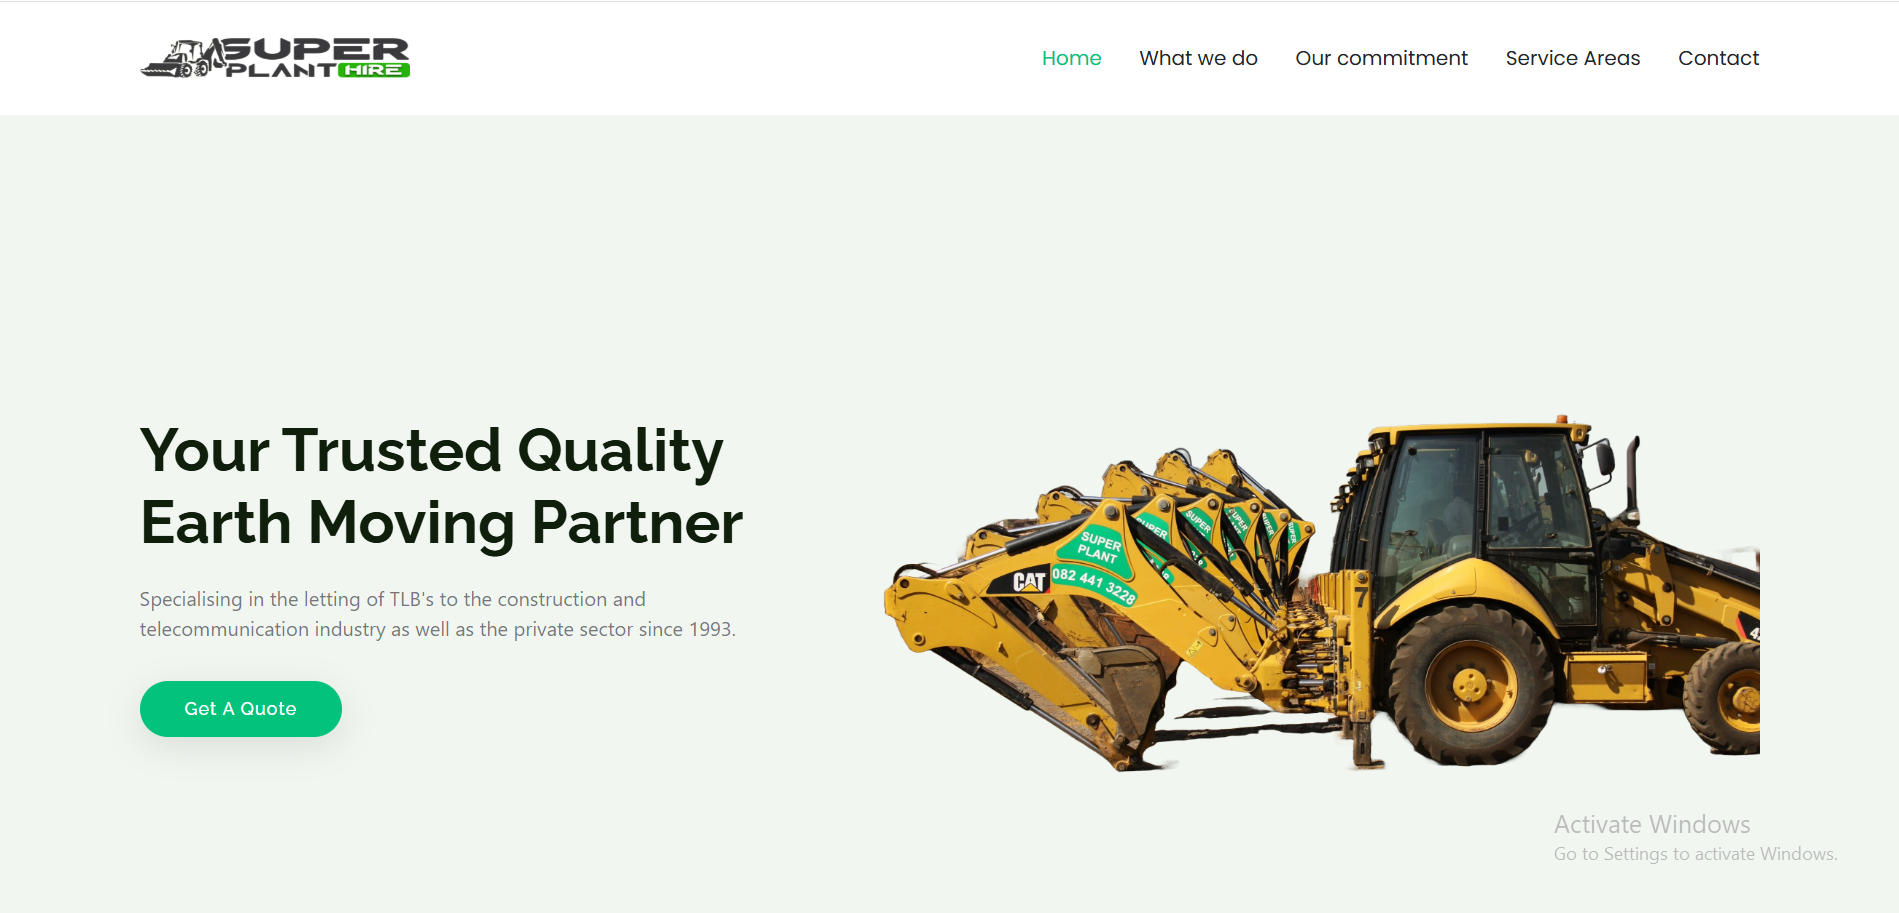 SUPER
PLANT HIRE
Home
What we do
Our commitment
Service Areas
Contact
Your Trusted Quality
Earth Moving Partner
Specialising in the letting of TLB's to the construction and
telecommunication industry as well as the private sector since 1993.
Get A Quote
SUPER
PLANT
082 441 3228
CAT
SUPER
SUPER
SUPER
SUPER
SUPER
7
Activate Windows
Go to Settings to activate Windows.